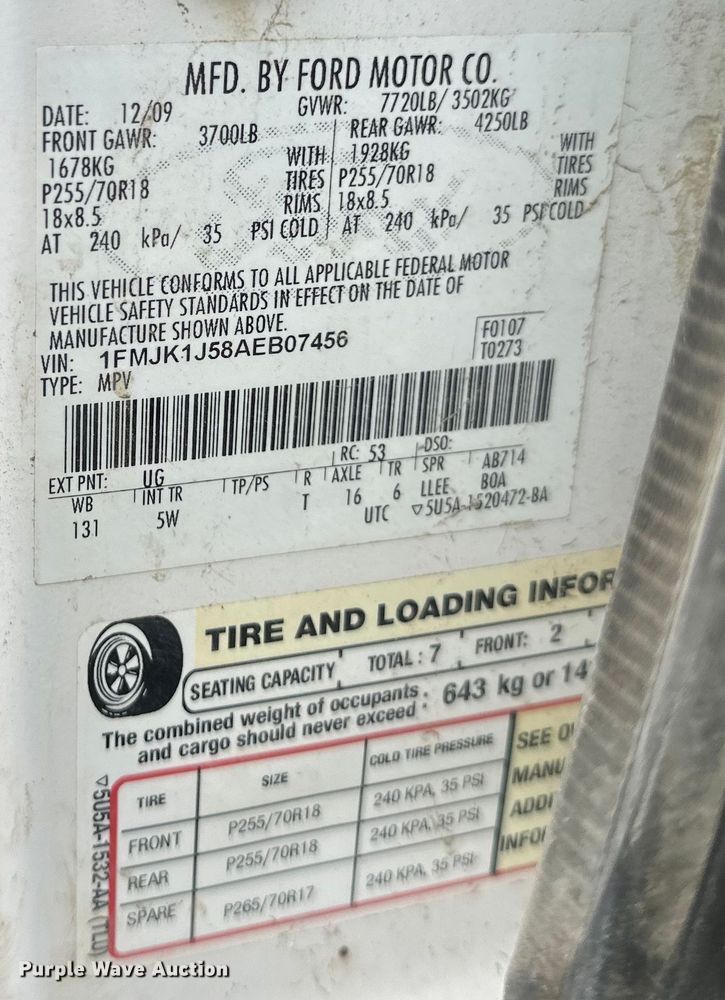 MFD. BY FORD MOTOR CO.
DATE: 12/09 GVWR: 7720LB/ 3502KG
FRONT GAWR: 3700LB REAR GAWR: 4250LB
1678KG WITH 1928KG WITH
P255/70R18 TIRES P255/70R18 TIRES
18x8.5 RIMS 18x8.5 RIMS
AT 240 kPa/ 35 PSI COLD AT 240 kPa/ 35 PSI COLD
THIS VEHICLE CONFORMS TO ALL APPLICABLE FEDERAL MOTOR
VEHICLE SAFETY STANDARDS IN EFFECT ON THE DATE OF
MANUFACTURE SHOWN ABOVE.
VIN: 1FMJK1J58AEB07456 F0107
TYPE: MPV T0273
EXT PNT: UG RC: 53 DSO:
WB INT TR TP/PS R AXLE TR SPR AB714
131 5W T 16 6 LLEE BOA
UTC ▽5U5A-1520472-BA
TIRE AND LOADING INFOR
SEATING CAPACITY TOTAL : 7 FRONT: 2
The combined weight of occupants
and cargo should never exceed : 643 kg or 14
TIRE SIZE COLD TIRE PRESSURE SEE O
FRONT P255/70R18 240 KPA, 35 PSI MANU
REAR P255/70R18 240 KPA, 35 PSI ADDI
SPARE P265/70R17 240 KPA, 35 PSI INFO
▽5U5A-1532-AA (TLU)
Purple Wave Auction